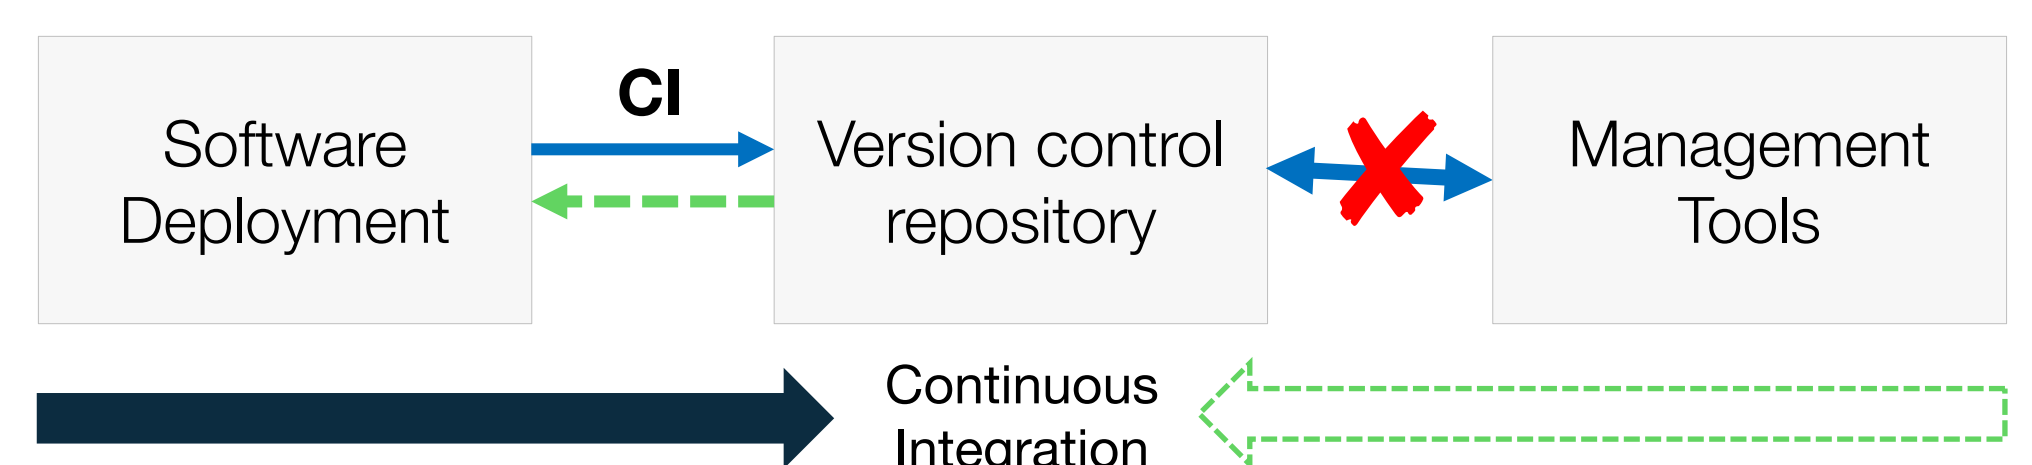 CI
Software
Deployment
Version control
repository
Management
Tools
Continuous
Integration